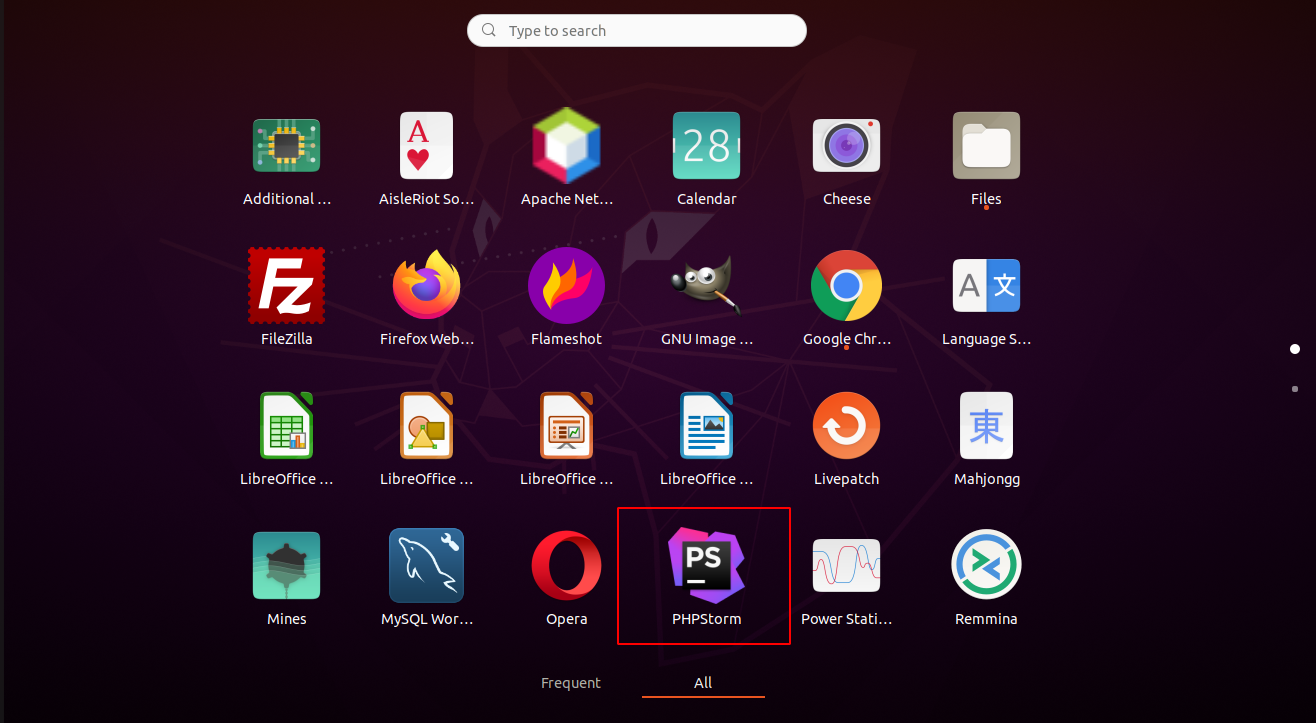 Type to search
Additional ...
AisleRiot So...
Apache Net...
28
Calendar
Cheese
Files
A
Fz
FileZilla
Firefox Web...
Flameshot
GNU Image ...
Google Chr...
A 文
Language S...
LibreOffice ...
LibreOffice ...
LibreOffice ...
LibreOffice ...
Livepatch
東
Mahjongg
Mines
MySQL Wor...
Opera
PS
PHPStorm
Power Stati...
Remmina
Frequent
All